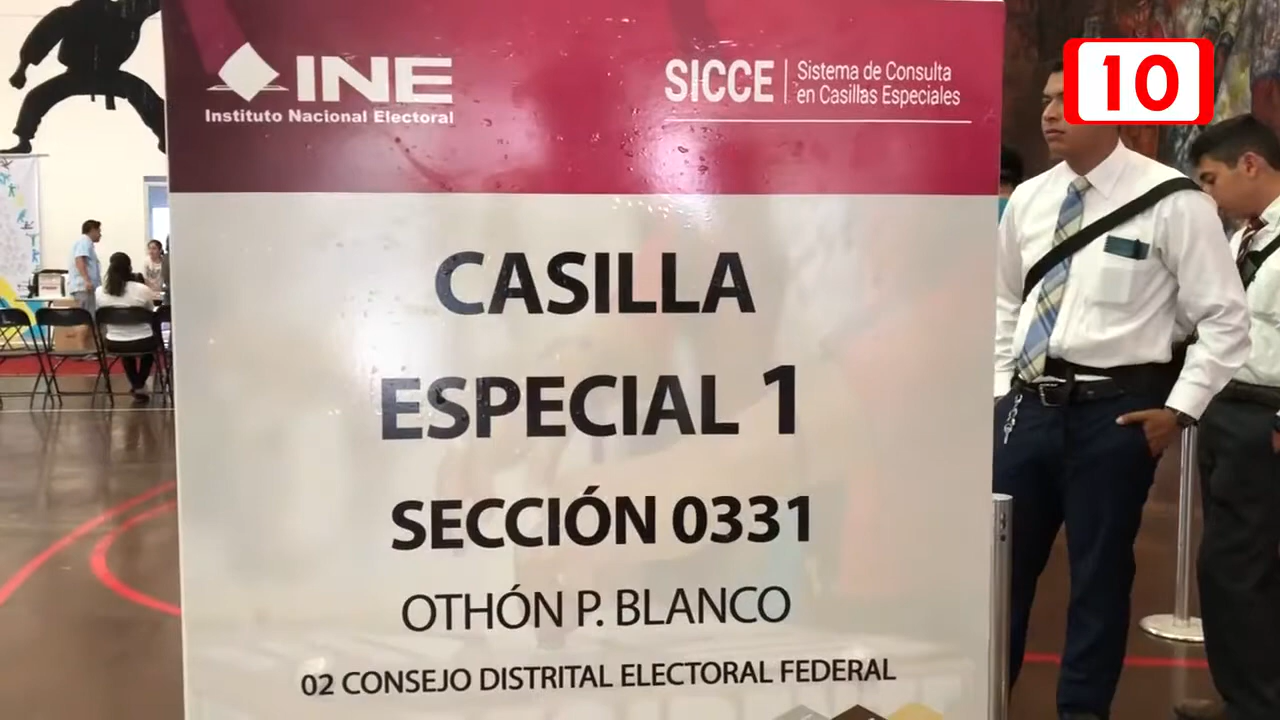 INE
Instituto Nacional Electoral
SICCE
Sistema de Consulta
en Casillas Especiales
10
CASILLA
ESPECIAL 1
SECCIÓN 0331
OTHÓN P. BLANCO
02 CONSEJO DISTRITAL ELECTORAL FEDERAL